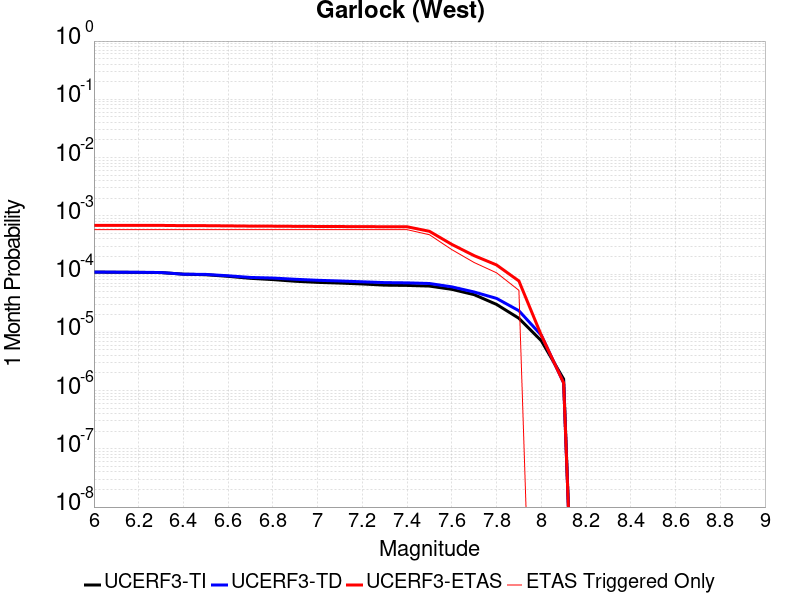 Garlock (West)
10^0
10^-1
10^-2
10^-3
10^-4
10^-5
10^-6
10^-7
10^-8
1 Month Probability
6 6.2 6.4 6.6 6.8 7 7.2 7.4 7.6 7.8 8 8.2 8.4 8.6 8.8 9
Magnitude
UCERF3-TI UCERF3-TD UCERF3-ETAS ETAS Triggered Only